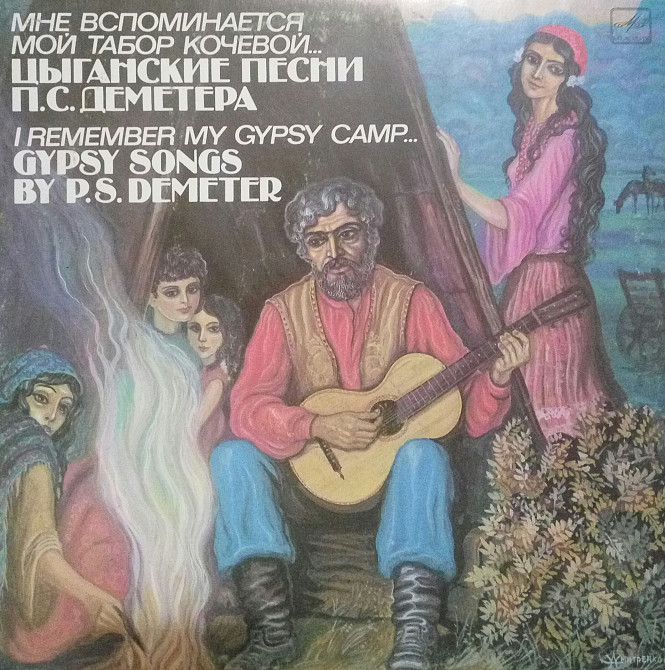 МНЕ ВСПОМИНАЕТСЯ
МОЙ ТАБОР КОЧЕВОЙ...
ЦЫГАНСКИЕ ПЕСНИ
П.С. ДЕМЕТЕРА
I REMEMBER MY GYPSY CAMP...
GYPSY SONGS
BY P.S. DEMETER